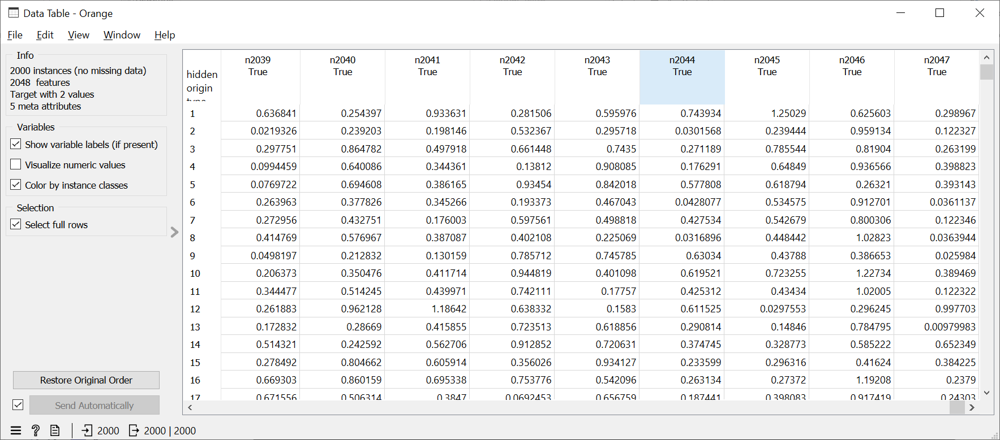 Data Table - Orange
File Edit View Window Help
Info
2000 instances (no missing data)
2048 features
Target with 2 values
5 meta attributes
Variables
Show variable labels (if present)
Visualize numeric values
Color by instance classes
Selection
Select full rows
Restore Original Order
Send Automatically
n2039 n2040 n2041 n2042 n2043 n2044 n2045 n2046 n2047
True True True True True True True True True
hidden
origin
type
1 0.636841 0.254397 0.933631 0.281506 0.595976 0.743934 1.25029 0.625603 0.298967
2 0.0219326 0.239203 0.198146 0.532367 0.295718 0.0301568 0.239444 0.959134 0.122327
3 0.297751 0.864782 0.497918 0.661448 0.7435 0.271189 0.785544 0.81904 0.263199
4 0.0994459 0.640086 0.344361 0.13812 0.908085 0.176291 0.64849 0.936566 0.398823
5 0.0769722 0.694608 0.386165 0.93454 0.842018 0.577808 0.618794 0.26321 0.393143
6 0.263963 0.377826 0.345266 0.193373 0.467043 0.0428077 0.534575 0.912701 0.0361137
7 0.272956 0.432751 0.176003 0.597561 0.498818 0.427534 0.542679 0.800306 0.122346
8 0.414769 0.576967 0.387087 0.402108 0.225069 0.0316896 0.448442 1.02823 0.0363944
9 0.0498197 0.212832 0.130159 0.785712 0.745785 0.63034 0.43788 0.386653 0.025984
10 0.206373 0.350476 0.411714 0.944819 0.401098 0.619521 0.723255 1.22734 0.389469
11 0.344477 0.514245 0.439971 0.742111 0.17757 0.425312 0.43434 1.02005 0.122322
12 0.261883 0.962128 1.18642 0.638332 0.1583 0.611525 0.0297553 0.296245 0.997703
13 0.172832 0.28669 0.415855 0.723513 0.618856 0.290814 0.14846 0.784795 0.00979983
14 0.514321 0.242592 0.562706 0.912852 0.720631 0.374745 0.328773 0.585222 0.652349
15 0.278492 0.804662 0.605914 0.356026 0.934127 0.233599 0.296316 0.41624 0.384225
16 0.669303 0.860159 0.695338 0.753776 0.542096 0.263134 0.27372 1.19208 0.2379
17 0.671556 0.506314 0.3847 0.0692453 0.656759 0.187441 0.398083 0.917419 0.24303
2000 2000 | 2000